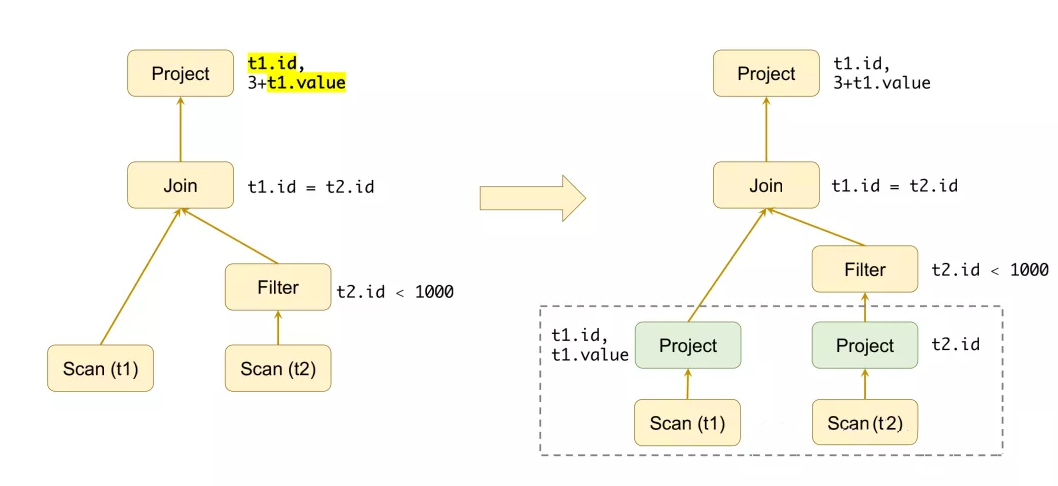 Project
t1.id,
3+t1.value
Join
t1.id = t2.id
Filter
t2.id < 1000
Scan (t1)
Scan (t2)
Project
t1.id,
3+t1.value
Join
t1.id = t2.id
Filter
t2.id < 1000
t1.id,
t1.value
Project
Project
t2.id
Scan (t1)
Scan (t2)